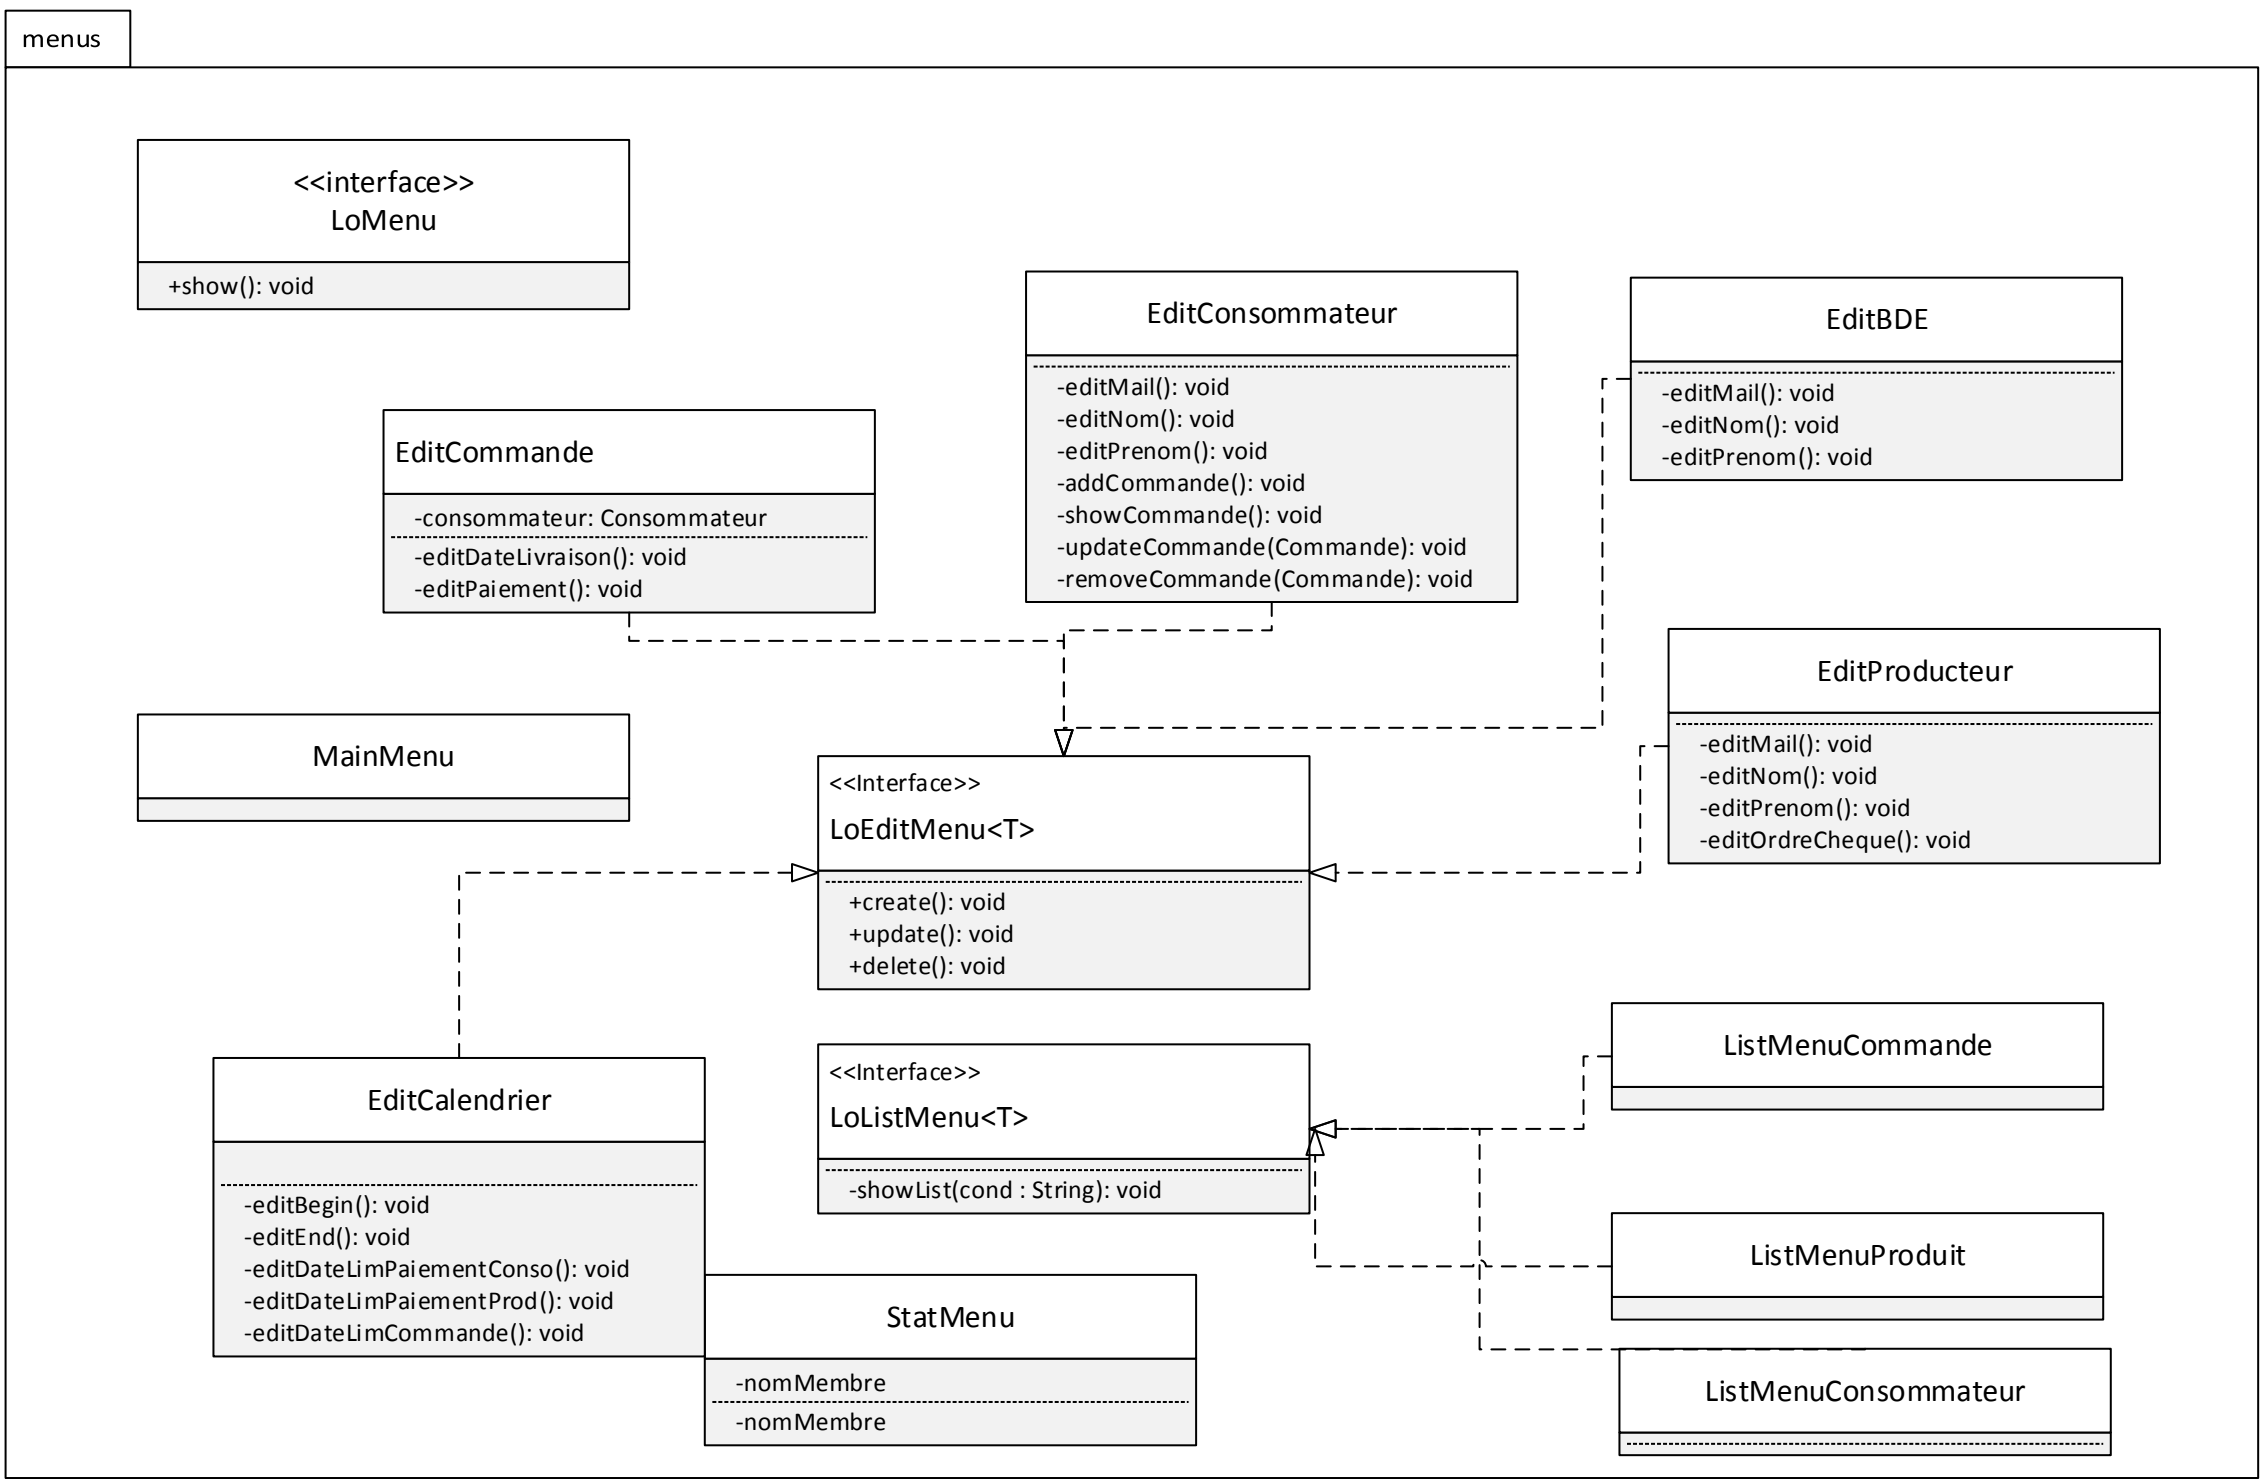 menus
<<interface>>
LoMenu
+show(): void
EditConsommateur
-editMail(): void
-editNom(): void
-editPrenom(): void
-addCommande(): void
-showCommande(): void
-updateCommande(Commande): void
-removeCommande(Commande): void
EditBDE
-editMail(): void
-editNom(): void
-editPrenom(): void
EditCommande
-consommateur: Consommateur
-editDateLivraison(): void
-editPaiement(): void
EditProducteur
-editMail(): void
-editNom(): void
-editPrenom(): void
-editOrdreCheque(): void
MainMenu
<<Interface>>
LoEditMenu<T>
+create(): void
+update(): void
+delete(): void
ListMenuCommande
<<Interface>>
LoListMenu<T>
-showList(cond : String): void
EditCalendrier
-editBegin(): void
-editEnd(): void
-editDateLimPaiementConso(): void
-editDateLimPaiementProd(): void
-editDateLimCommande(): void
ListMenuProduit
StatMenu
-nomMembre
-nomMembre
ListMenuConsommateur